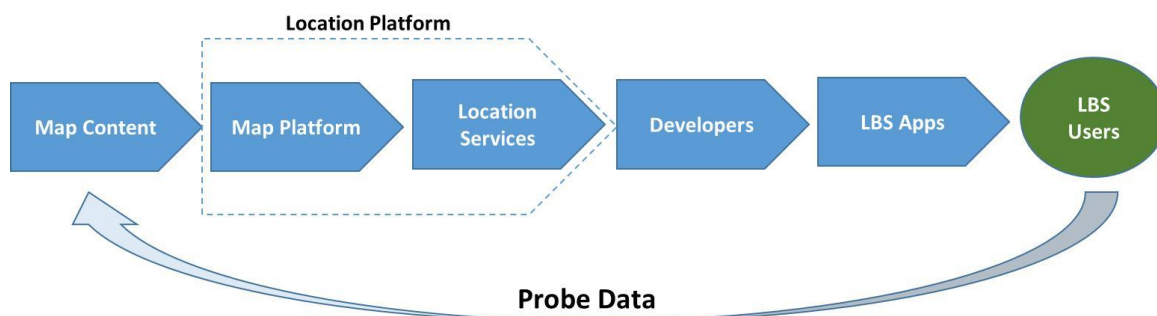 Location Platform
Map Content
Map Platform
Location
Services
Developers
LBS Apps
LBS
Users
Probe Data